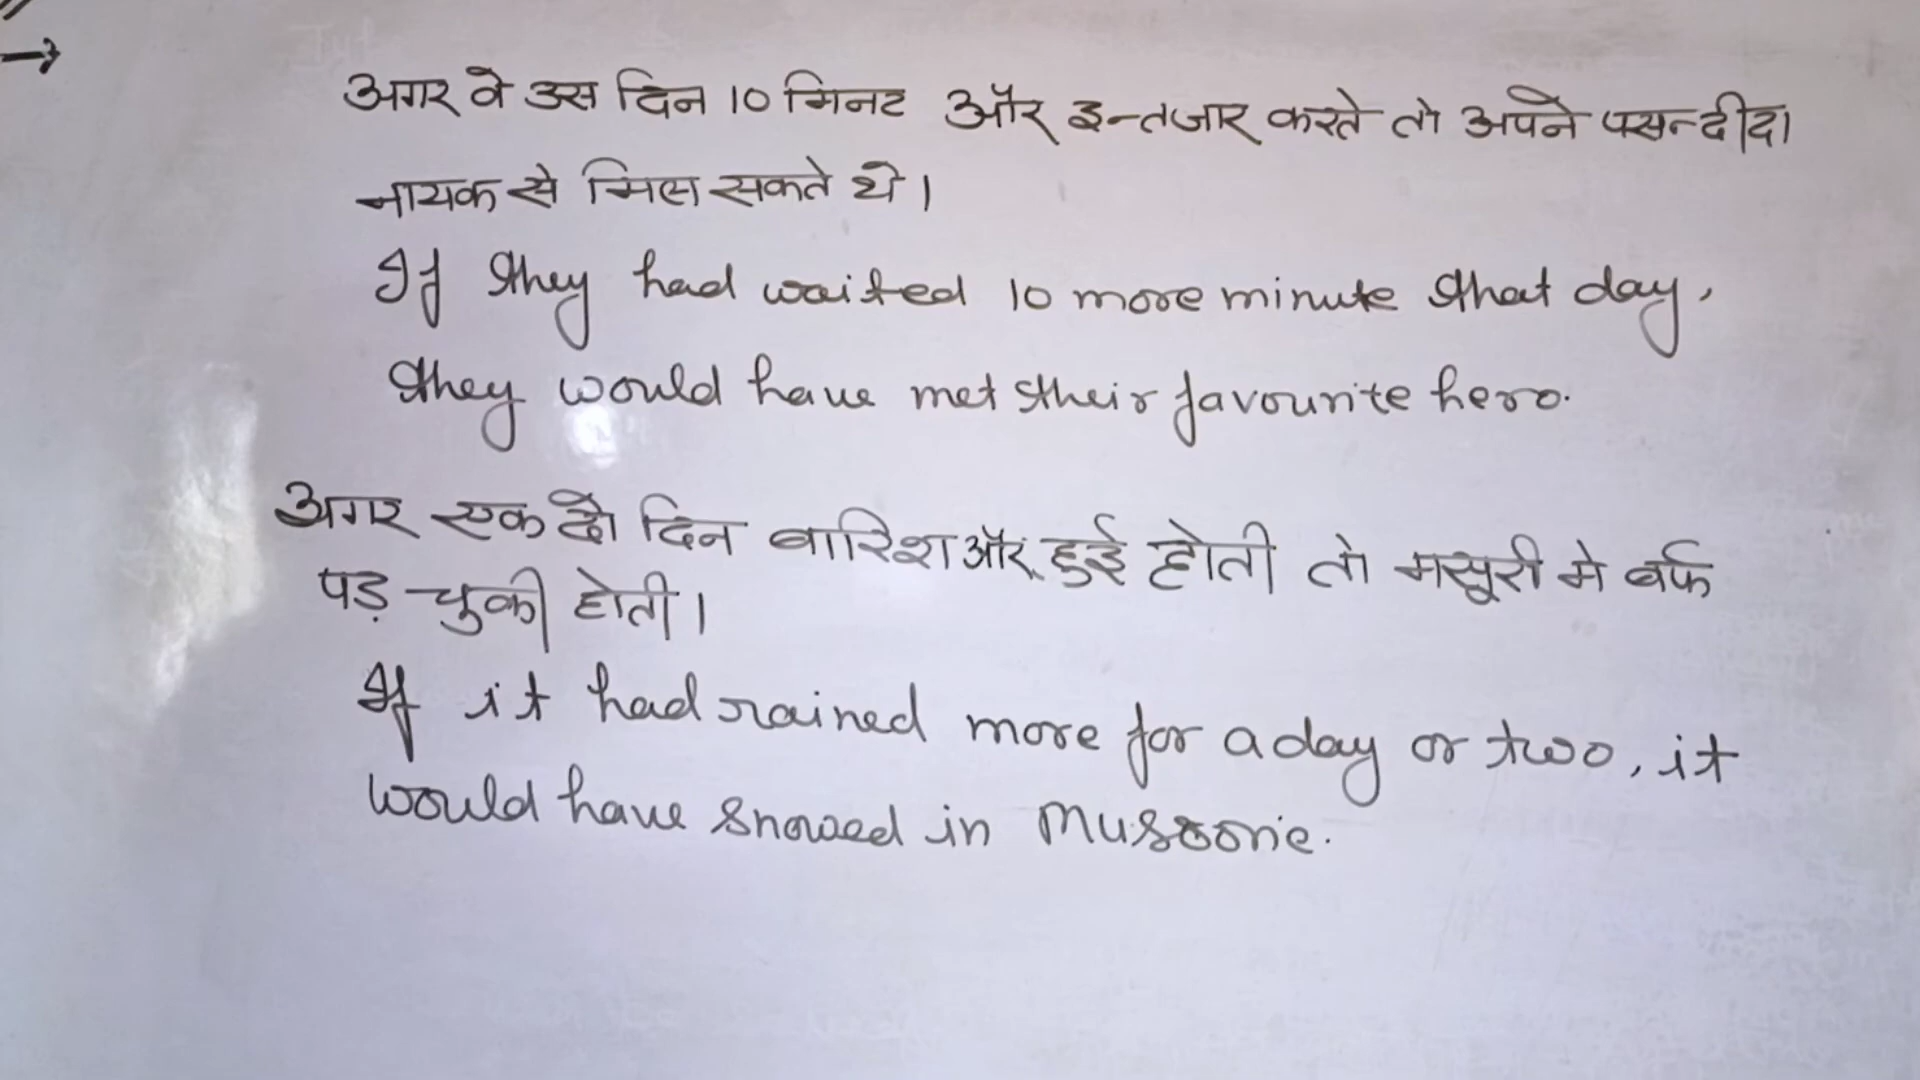 अगर वे उस दिन 10 मिनट और इन्तजार करते तो अपने पसन्दीदा
नायक से मिल सकते थे।
If they had waited 10 more minute that day,
they would have met their favourite hero.
अगर एक दो दिन बारिश और हुई होती तो मसूरी मे बर्फ
पड़ चुकी होती।
If it had rained more for a day or two, it
would have snowed in Mussorie.